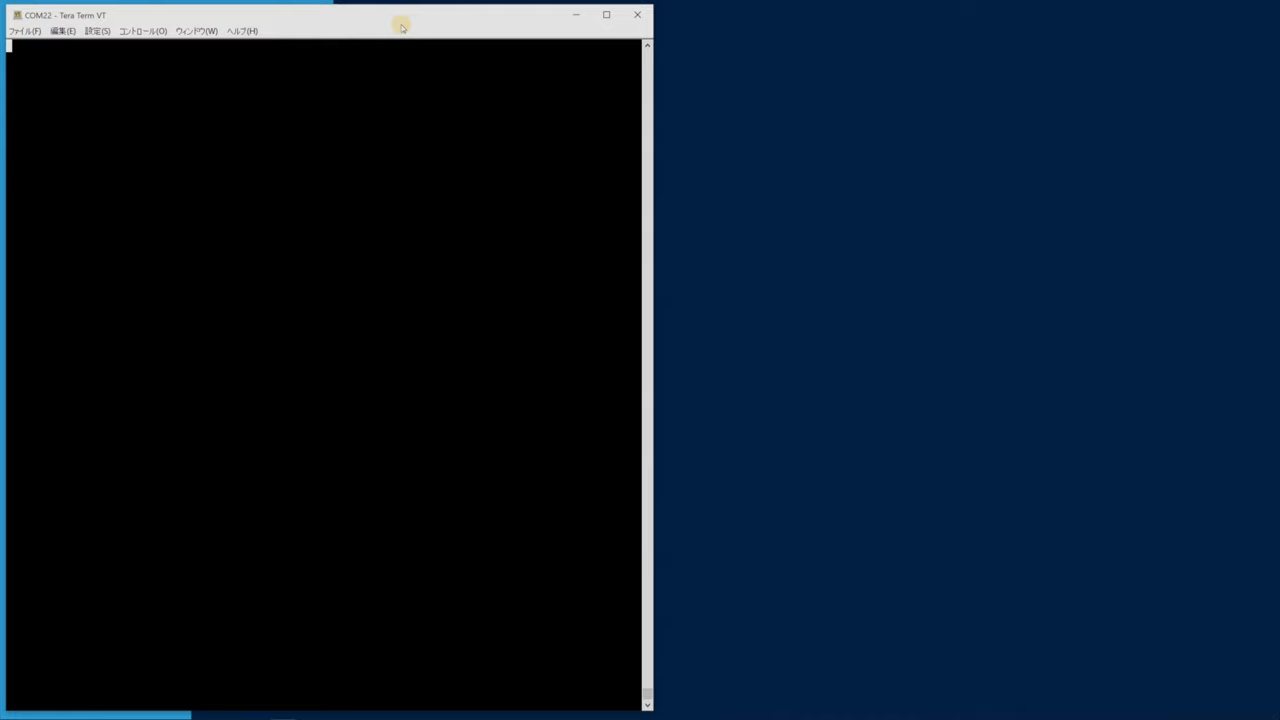 COM22 - Tera Term VT
ファイル(F) 編集(E) 設定(S) コントロール(O) ウィンドウ(W) ヘルプ(H)